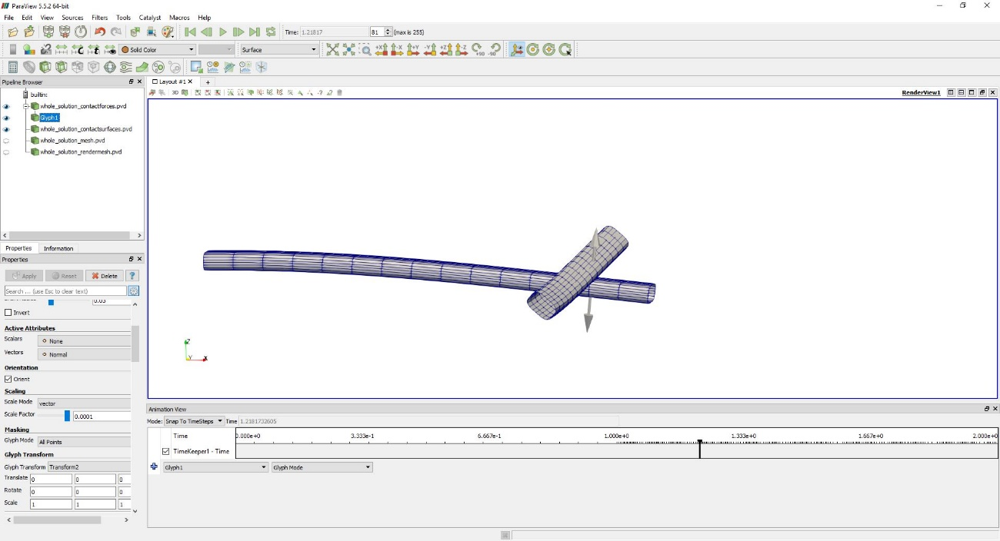 ParaView 5.5.2 64-bit
File Edit View Sources Filters Tools Catalyst Macros Help
Time: 1.21817 81 (max is 255)
Solid Color Surface +X -X +Y -Y +Z -Z +90 -90
Pipeline Browser
Layout #1
3D
RenderView1
builtin:
whole_solution_contactforces.pvd
Glyph1
whole_solution_contactsurfaces.pvd
whole_solution_mesh.pvd
whole_solution_rendermesh.pvd
Properties Information
Properties
Apply Reset Delete ?
Search ... (use Esc to clear text)
0.03
Invert
Active Attributes
Scalars None
Vectors Normal
Orientation
Orient
Scaling
Scale Mode vector
Scale Factor 0.0001
Masking
Glyph Mode All Points
Glyph Transform
Glyph Transform Transform2
Translate 0 0 0
Rotate 0 0 0
Scale 1 1 1
Z
Y X
Animation View
Mode: Snap To TimeSteps Time 1.2181732605
Time 0.000e+0 3.333e-1 6.667e-1 1.000e+0 1.333e+0 1.667e+0 2.000e+0
TimeKeeper1 - Time
Glyph1 Glyph Mode